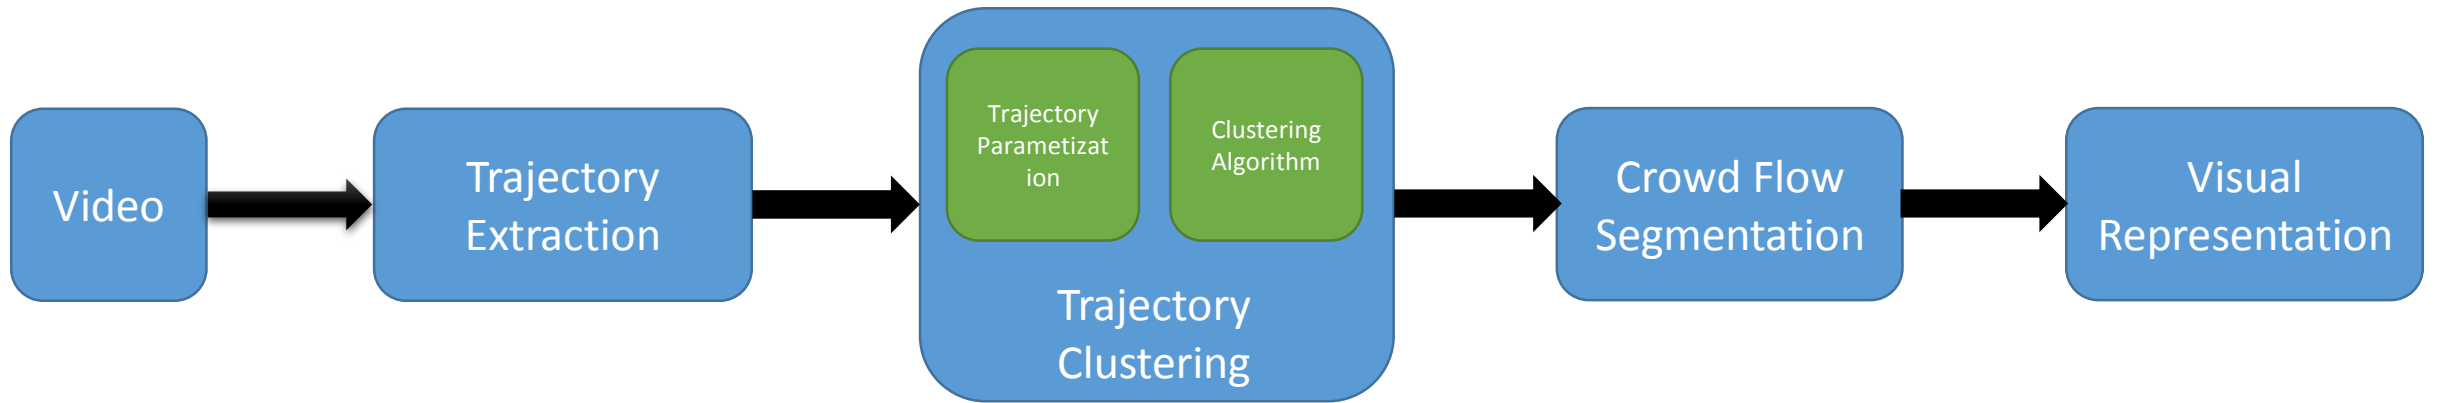 Video
Trajectory
Extraction
Trajectory
Parametizat
ion
Clustering
Algorithm
Trajectory
Clustering
Crowd Flow
Segmentation
Visual
Representation